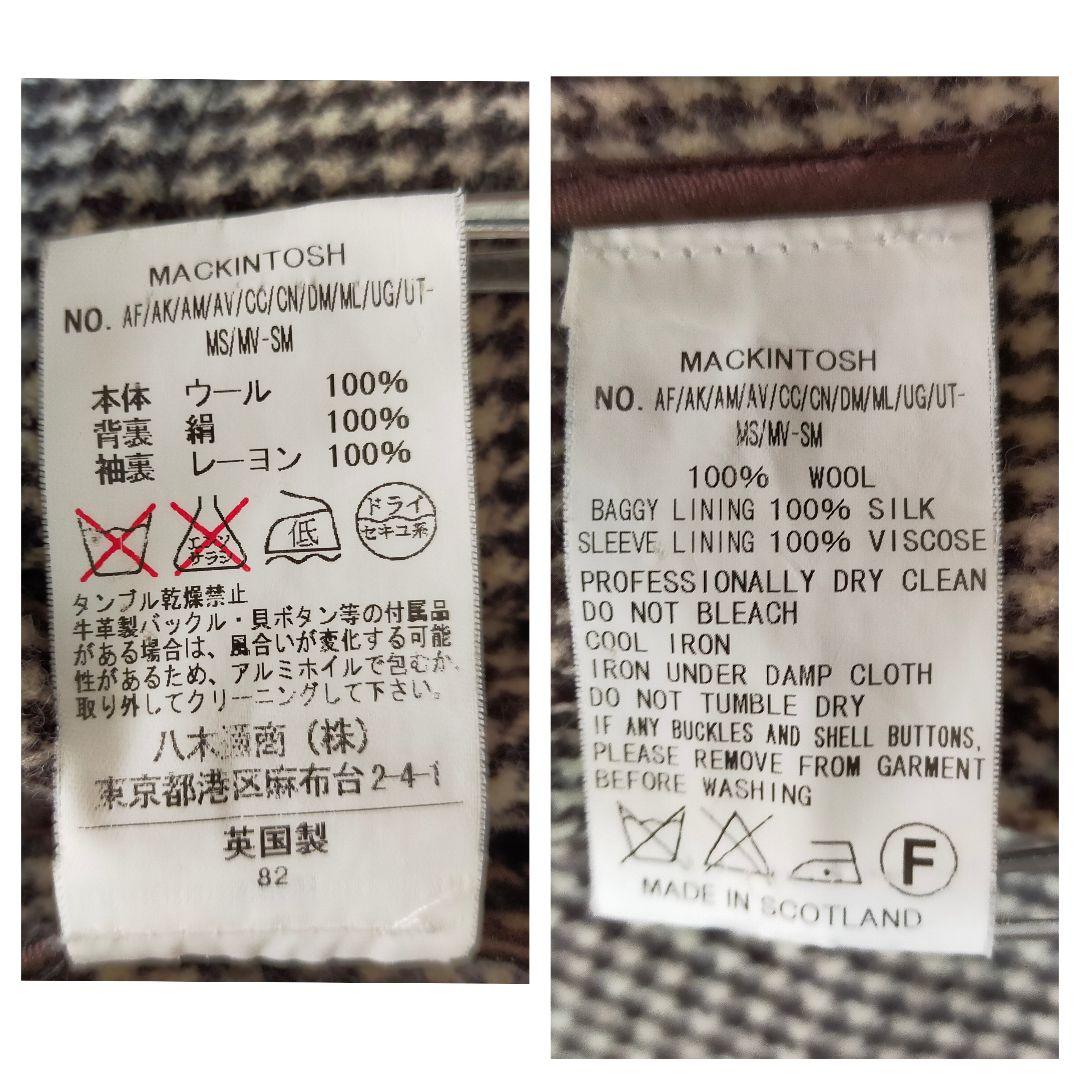 MACKINTOSH
NO. AF/AK/AM/AV/CC/CN/DM/ML/UG/UT-
MS/MV-SM
本体 ウール 100%
背裏 絹 100%
袖裏 レーヨン 100%
エンソ
サラシ
低
ドライ
セキユ系
タンブル乾燥禁止
牛革製バックル・貝ボタン等の付属品
がある場合は、風合いが変化する可能
性があるため、アルミホイルで包むか、
取り外してクリーニングして下さい。
八木通商(株)
東京都港区麻布台2-4-1
英国製
82
MACKINTOSH
NO. AF/AK/AM/AV/CC/CN/DM/ML/UG/UT-
MS/MV-SM
100% WOOL
BAGGY LINING 100% SILK
SLEEVE LINING 100% VISCOSE
PROFESSIONALLY DRY CLEAN
DO NOT BLEACH
COOL IRON
IRON UNDER DAMP CLOTH
DO NOT TUMBLE DRY
IF ANY BUCKLES AND SHELL BUTTONS,
PLEASE REMOVE FROM GARMENT
BEFORE WASHING
F
MADE IN SCOTLAND